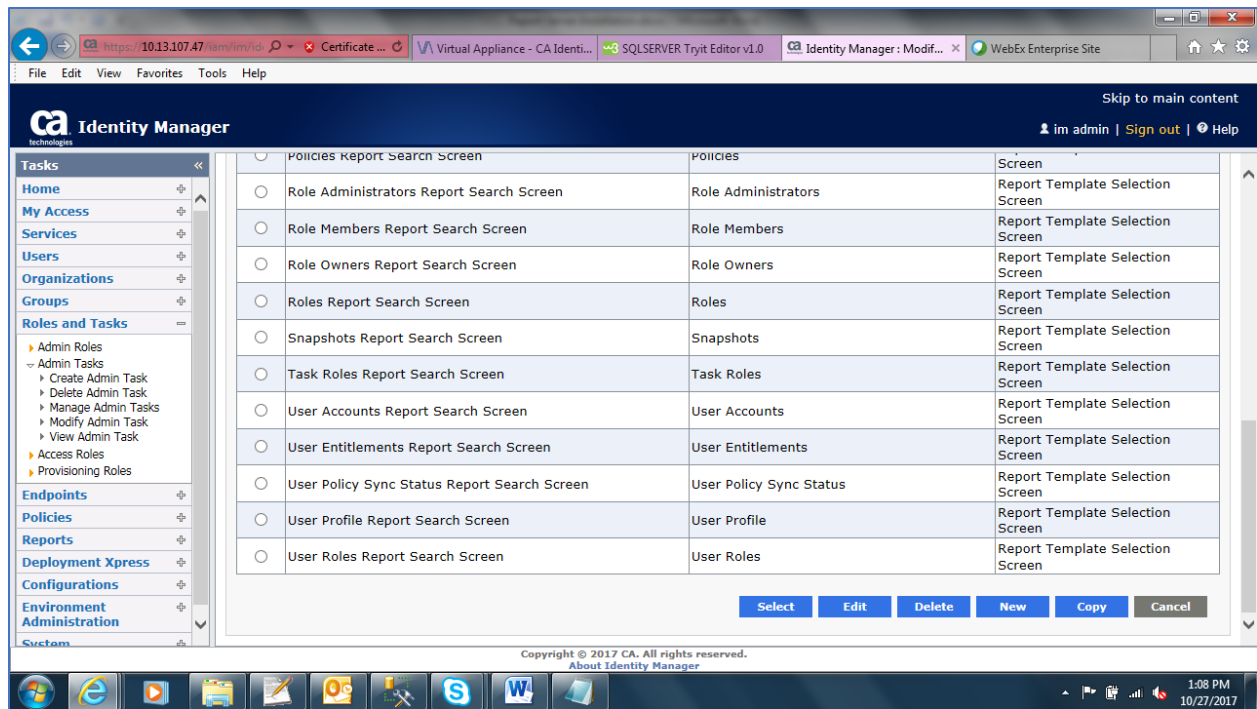 https://10.13.107.47/iam/im/id
Certificate ...
Virtual Appliance - CA Identi...
SQLSERVER Tryit Editor v1.0
Identity Manager : Modif...
WebEx Enterprise Site
File Edit View Favorites Tools Help
Skip to main content
ca technologies Identity Manager
im admin | Sign out | Help
Tasks
Home
My Access
Services
Users
Organizations
Groups
Roles and Tasks
Admin Roles
Admin Tasks
Create Admin Task
Delete Admin Task
Manage Admin Tasks
Modify Admin Task
View Admin Task
Access Roles
Provisioning Roles
Endpoints
Policies
Reports
Deployment Xpress
Configurations
Environment
Administration
System
Policies Report Search Screen Policies Screen
Role Administrators Report Search Screen Role Administrators Report Template Selection Screen
Role Members Report Search Screen Role Members Report Template Selection Screen
Role Owners Report Search Screen Role Owners Report Template Selection Screen
Roles Report Search Screen Roles Report Template Selection Screen
Snapshots Report Search Screen Snapshots Report Template Selection Screen
Task Roles Report Search Screen Task Roles Report Template Selection Screen
User Accounts Report Search Screen User Accounts Report Template Selection Screen
User Entitlements Report Search Screen User Entitlements Report Template Selection Screen
User Policy Sync Status Report Search Screen User Policy Sync Status Report Template Selection Screen
User Profile Report Search Screen User Profile Report Template Selection Screen
User Roles Report Search Screen User Roles Report Template Selection Screen
Select Edit Delete New Copy Cancel
Copyright © 2017 CA. All rights reserved.
About Identity Manager
1:08 PM
10/27/2017